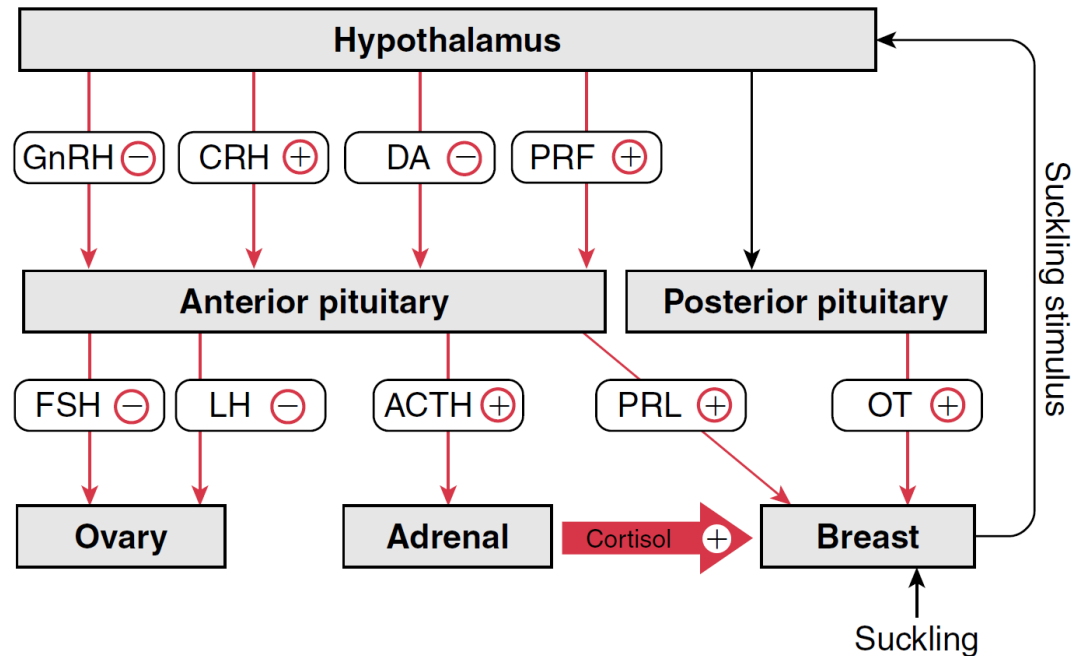 Hypothalamus
GnRH −
CRH +
DA −
PRF +
Suckling stimulus
Anterior pituitary
Posterior pituitary
FSH −
LH −
ACTH +
PRL +
OT +
Ovary
Adrenal
Cortisol +
Breast
Suckling